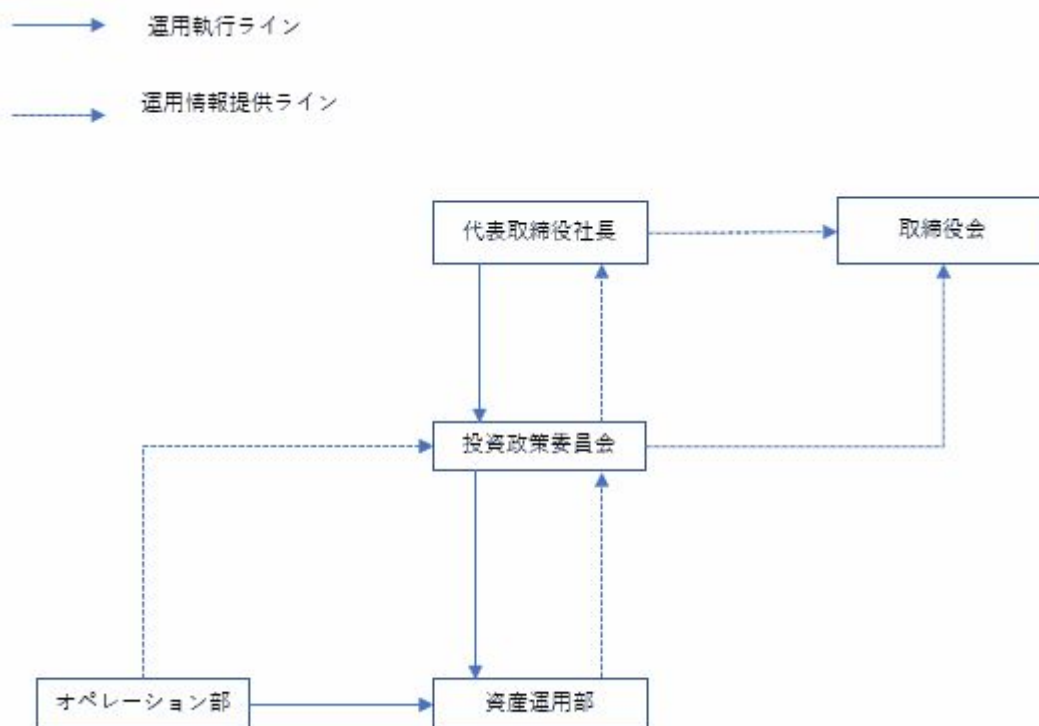 運用執行ライン
運用情報提供ライン
代表取締役社長
取締役会
投資政策委員会
オペレーション部
資産運用部